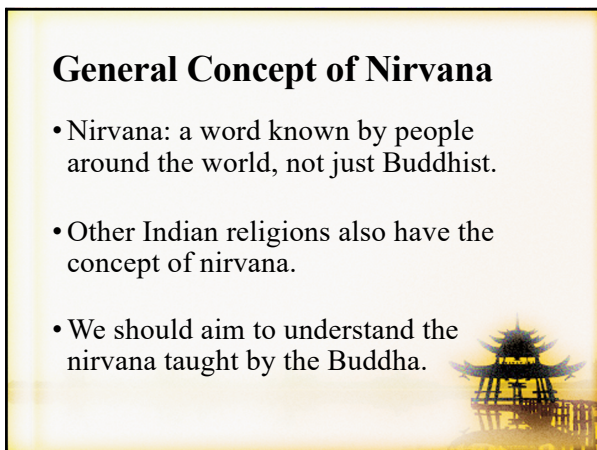 General Concept of Nirvana
• Nirvana: a word known by people
around the world, not just Buddhist.
• Other Indian religions also have the
concept of nirvana.
• We should aim to understand the
nirvana taught by the Buddha.